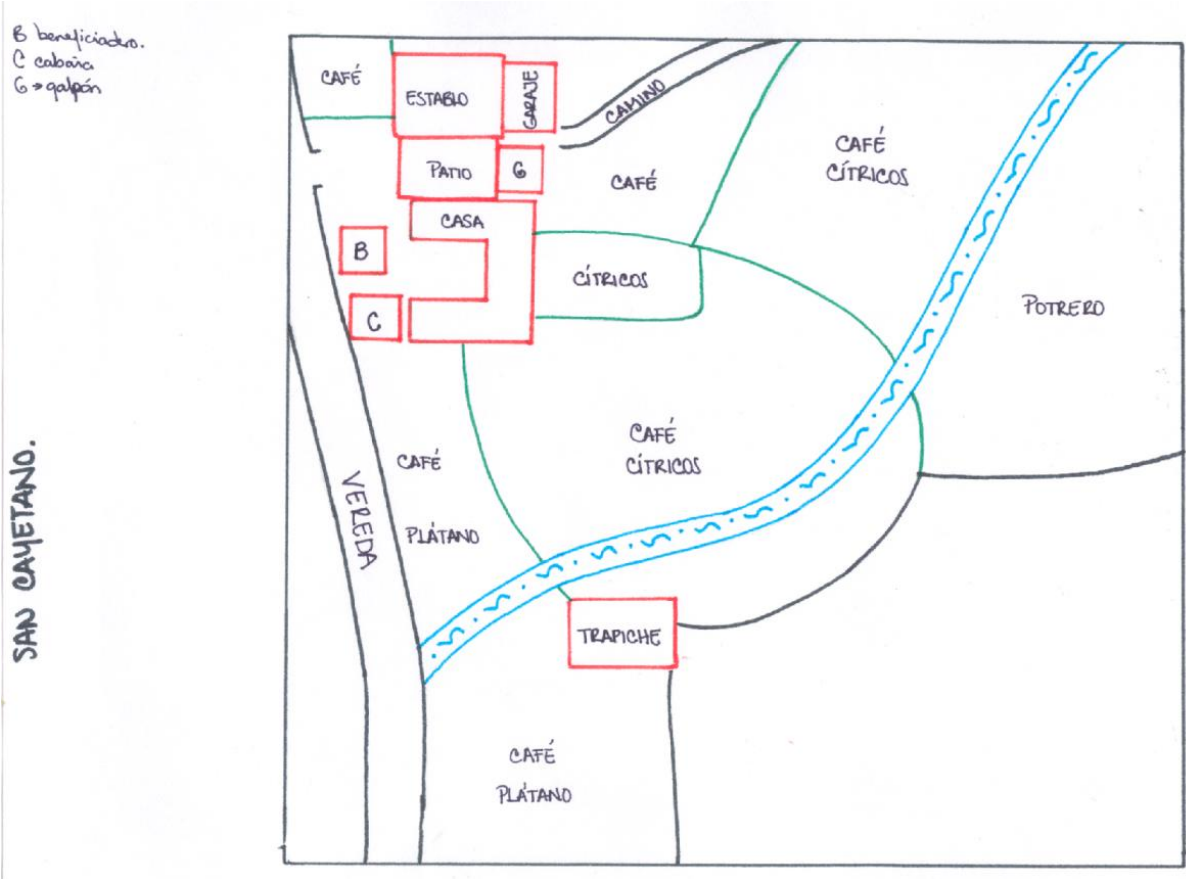 B beneficiadero.
C cabaña
G → galpón
SAN CAYETANO.
CAFÉ
ESTABLO
GARAJE
CAMINO
PATIO
G
CAFÉ
CAFÉ
CÍTRICOS
CASA
B
CÍTRICOS
C
POTRERO
CAFÉ
CÍTRICOS
CAFÉ
PLÁTANO
VEREDA
TRAPICHE
CAFÉ
PLÁTANO